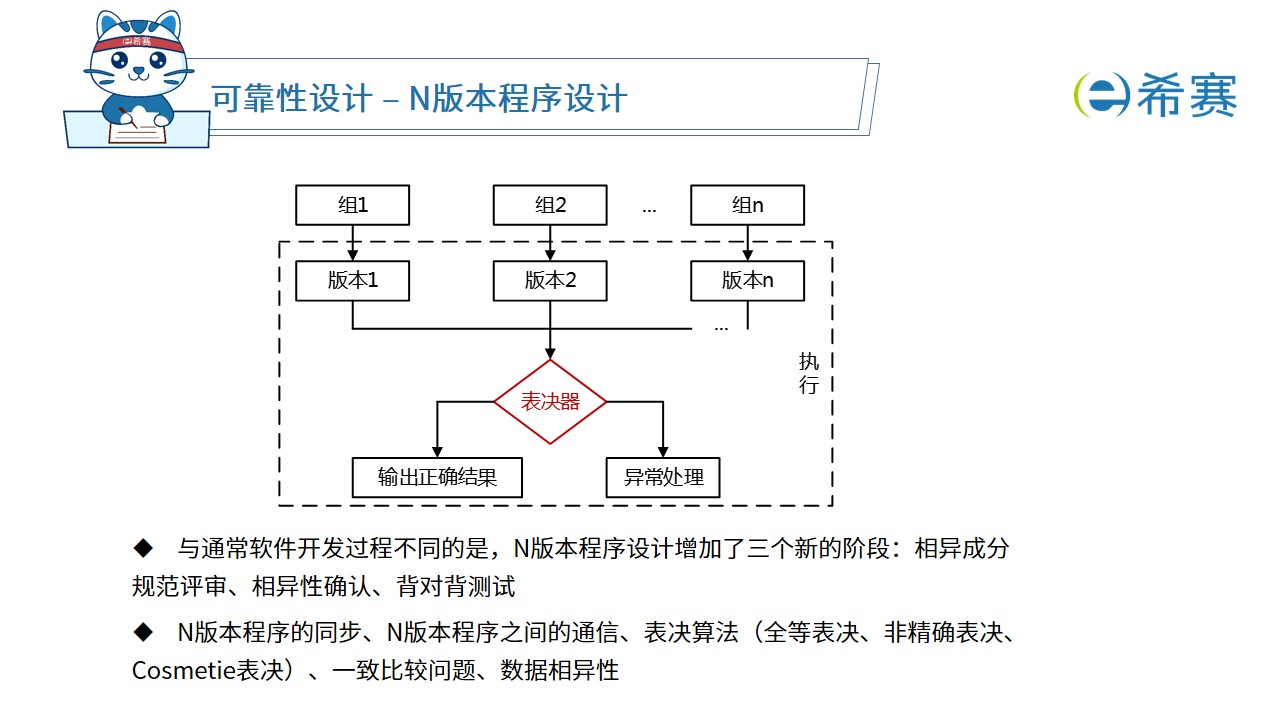 希赛
可靠性设计 – N版本程序设计
希赛
组1
组2
...
组n
版本1
版本2
版本n
...
执
行
表决器
输出正确结果
异常处理
◆ 与通常软件开发过程不同的是，N版本程序设计增加了三个新的阶段：相异成分
规范评审、相异性确认、背对背测试
◆ N版本程序的同步、N版本程序之间的通信、表决算法（全等表决、非精确表决、
Cosmetie表决）、一致比较问题、数据相异性